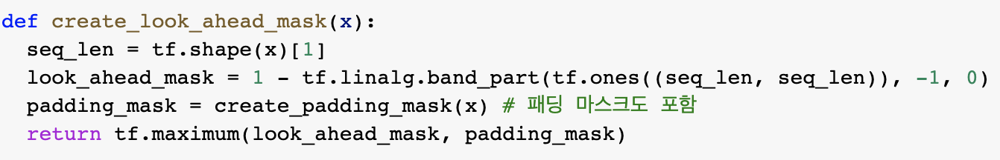 def create_look_ahead_mask(x):
  seq_len = tf.shape(x)[1]
  look_ahead_mask = 1 - tf.linalg.band_part(tf.ones((seq_len, seq_len)), -1, 0)
  padding_mask = create_padding_mask(x) # 패딩 마스크도 포함
  return tf.maximum(look_ahead_mask, padding_mask)